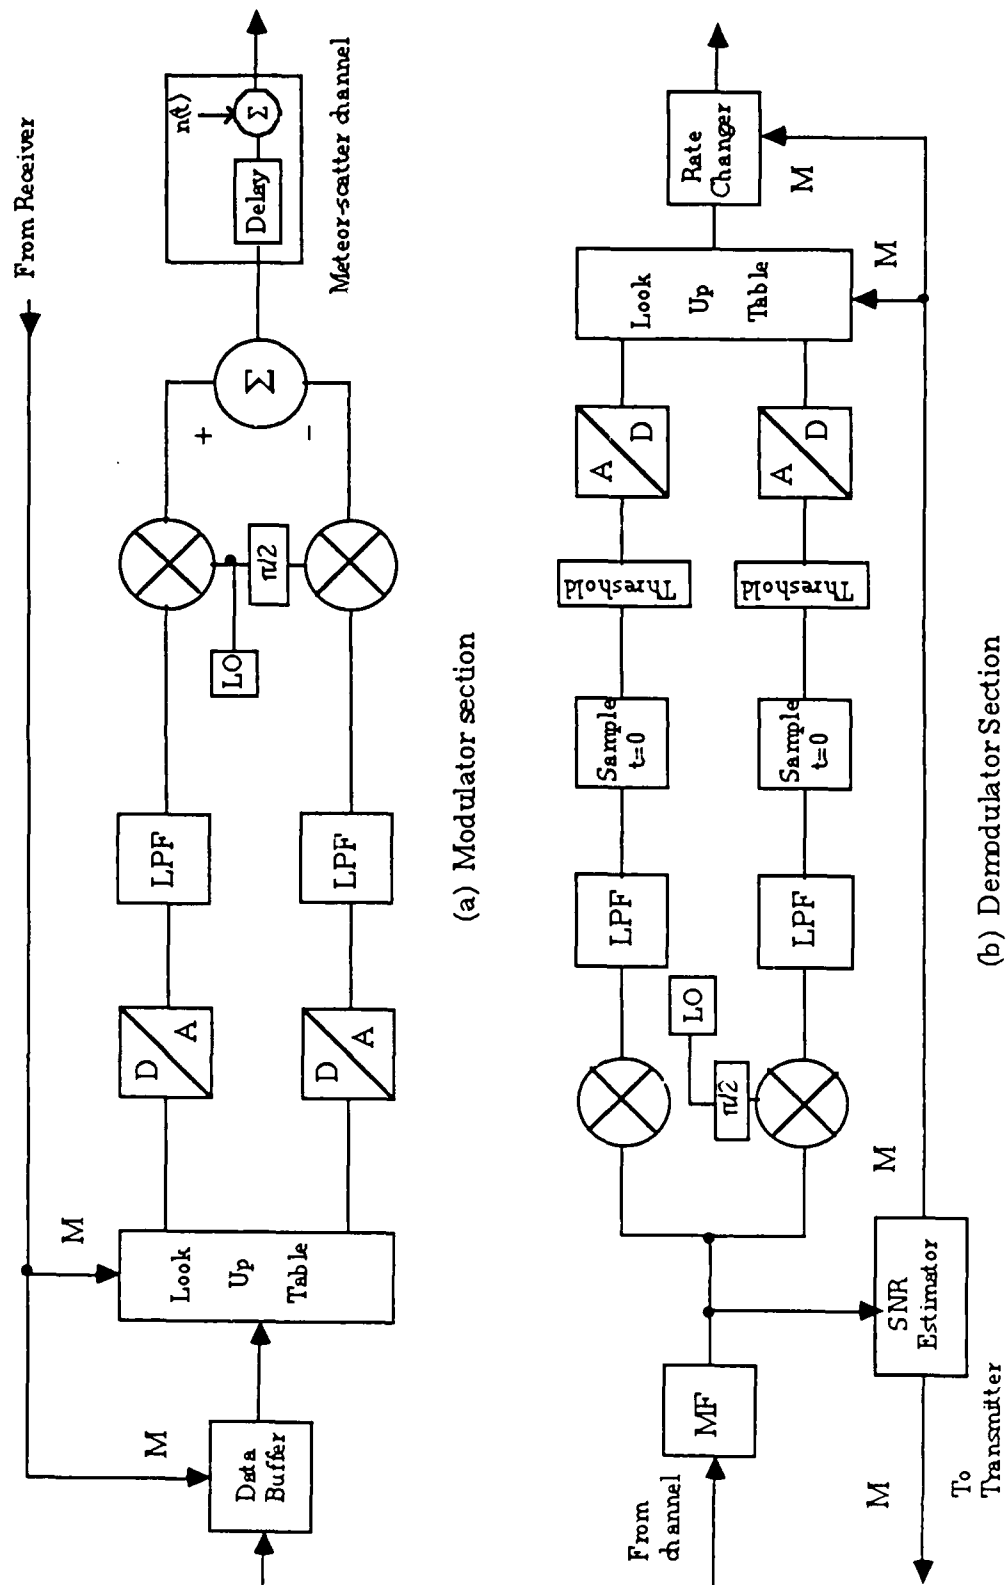 From Receiver
M
M
Data
Buffer
Look
Up
Table
D
A
D
A
LPF
LPF
LO
π/2
+
-
Σ
Delay
n(t)
Σ
Meteor-scatter channel
(a) Modulator section
From
channel
MF
SNR
Estimator
M
To
Transmitter
M
π/2
LO
LPF
LPF
Sample
t=0
Sample
t=0
Threshold
Threshold
A
D
A
D
Look
Up
Table
M
Rate
Changer
M
(b) Demodulator Section